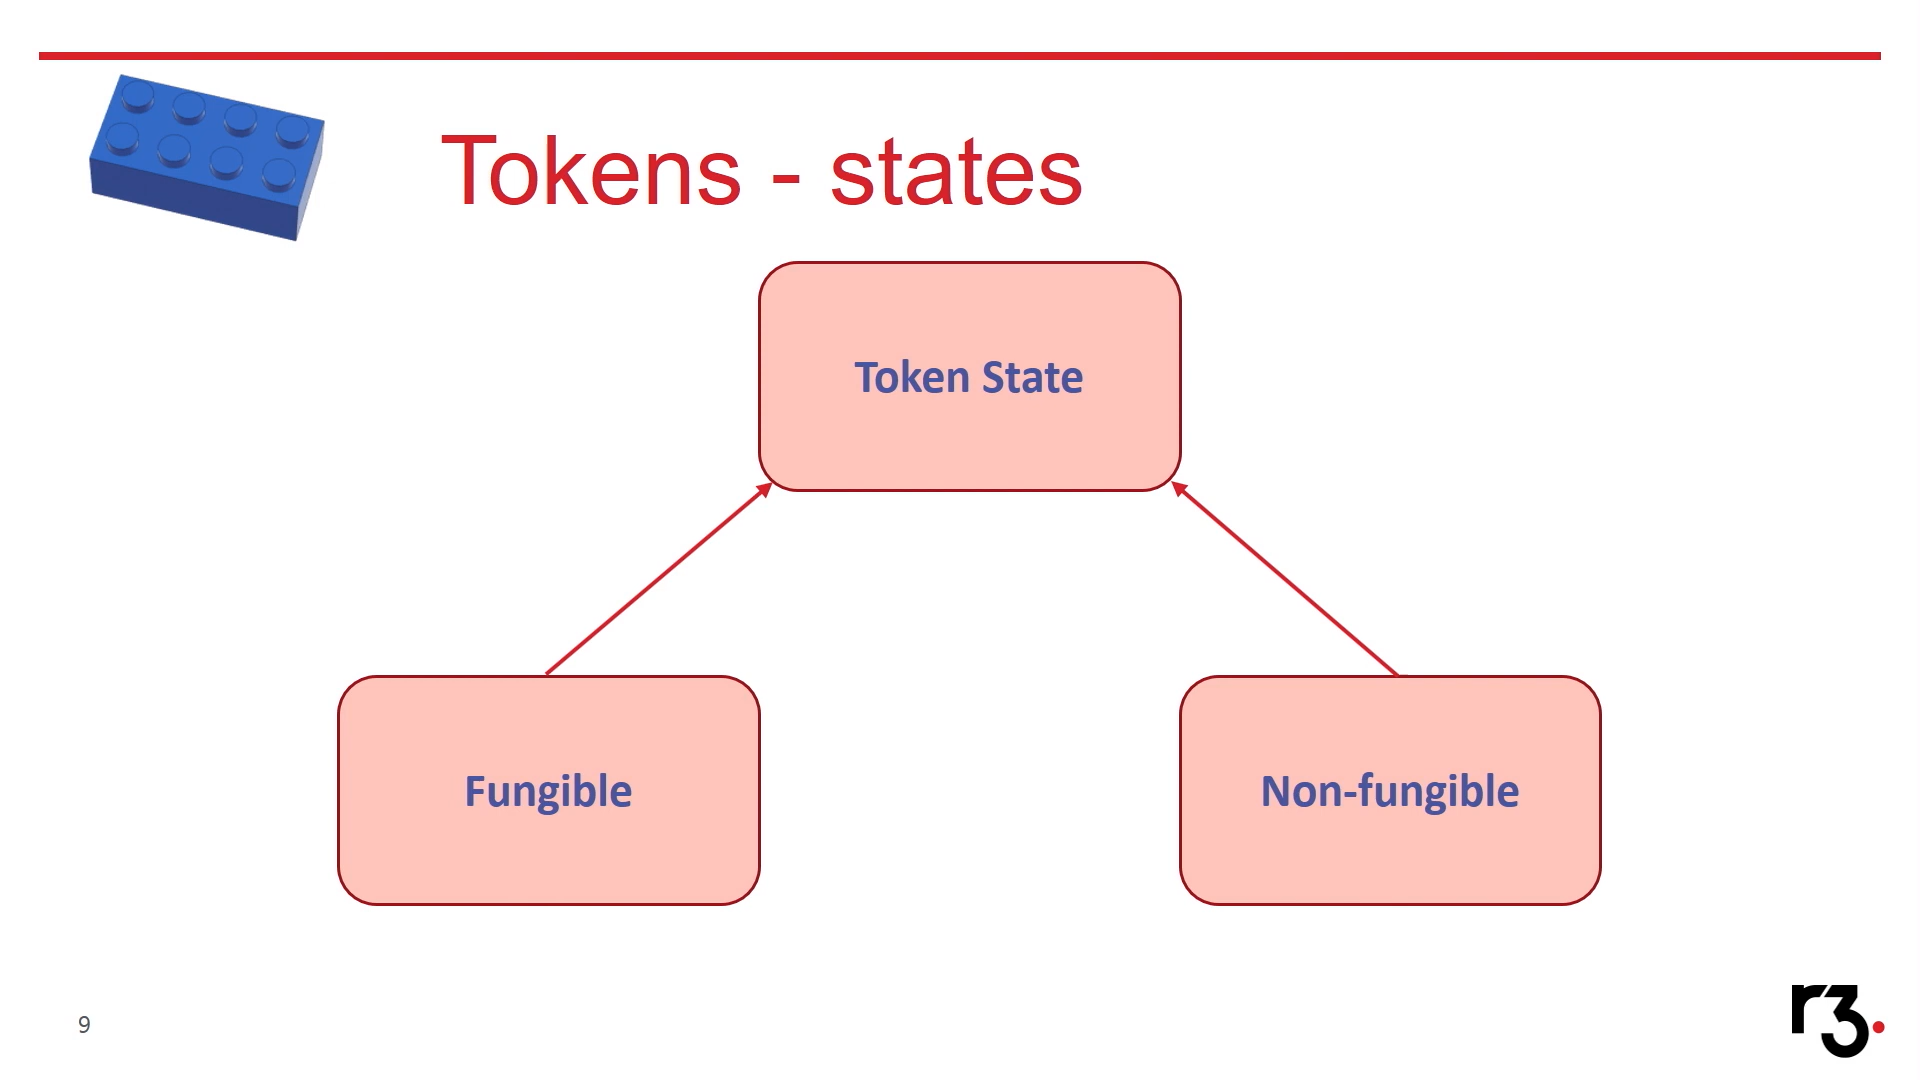 Tokens - states
Token State
Fungible
Non-fungible
9
r3.